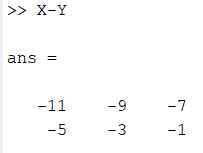 >> X-Y
ans =
-11 -9 -7
-5 -3 -1